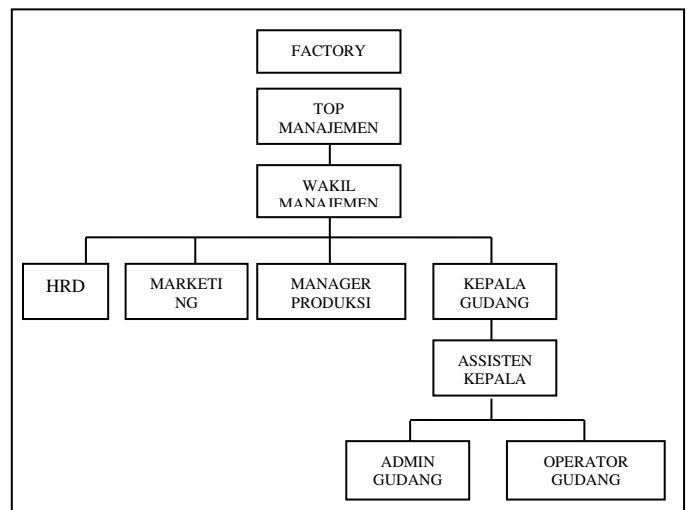 FACTORY
TOP
MANAJEMEN
WAKIL
MANAJEMEN
HRD
MARKETI
NG
MANAGER
PRODUKSI
KEPALA
GUDANG
ASSISTEN
KEPALA
ADMIN
GUDANG
OPERATOR
GUDANG